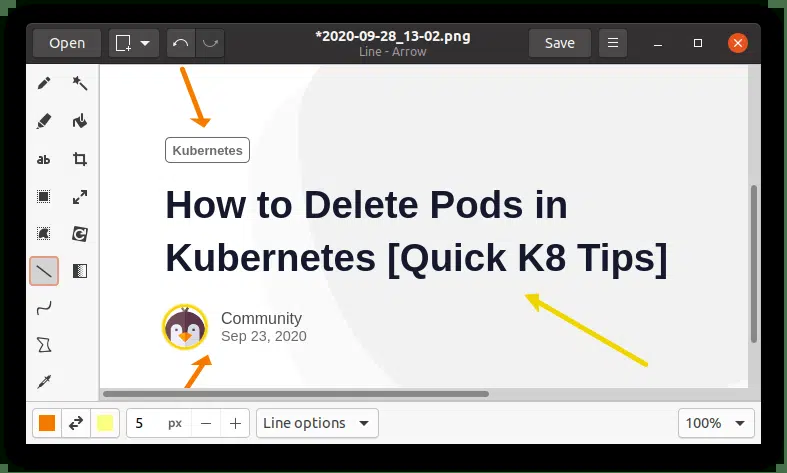 Open
*2020-09-28_13-02.png
Line - Arrow
Save
ab
Kubernetes
How to Delete Pods in
Kubernetes [Quick K8 Tips]
Community
Sep 23, 2020
5 px
Line options
100%